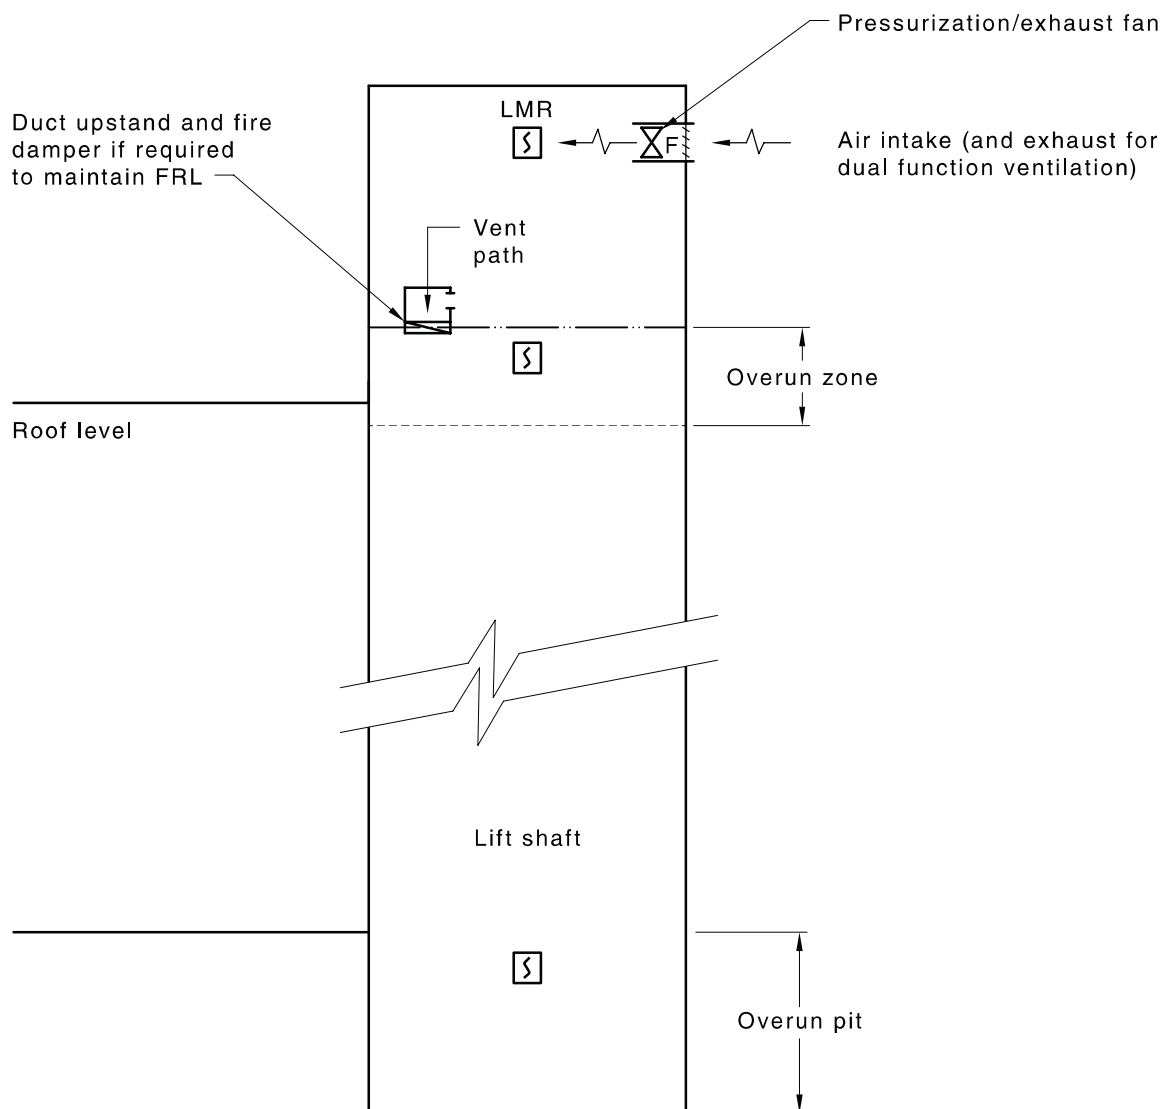 Pressurization/exhaust fan
LMR
Duct upstand and fire
damper if required
to maintain FRL
F
Air intake (and exhaust for
dual function ventilation)
Vent
path
S
S
Overun zone
Roof level
Lift shaft
S
Overun pit